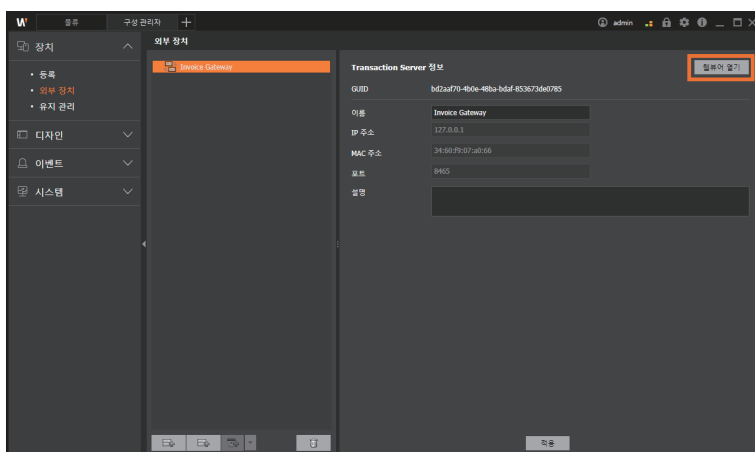 W 물류 구성 관리자 admin
장치
• 등록
• 외부 장치
• 유지 관리
디자인
이벤트
시스템
외부 장치
Invoice Gateway
Transaction Server 정보 웹뷰어 열기
GUID bd2aaf70-4b0e-48ba-bdaf-853673de0785
이름 Invoice Gateway
IP 주소 127.0.0.1
MAC 주소 34:60:f9:07:a0:66
포트 8465
설명
적용